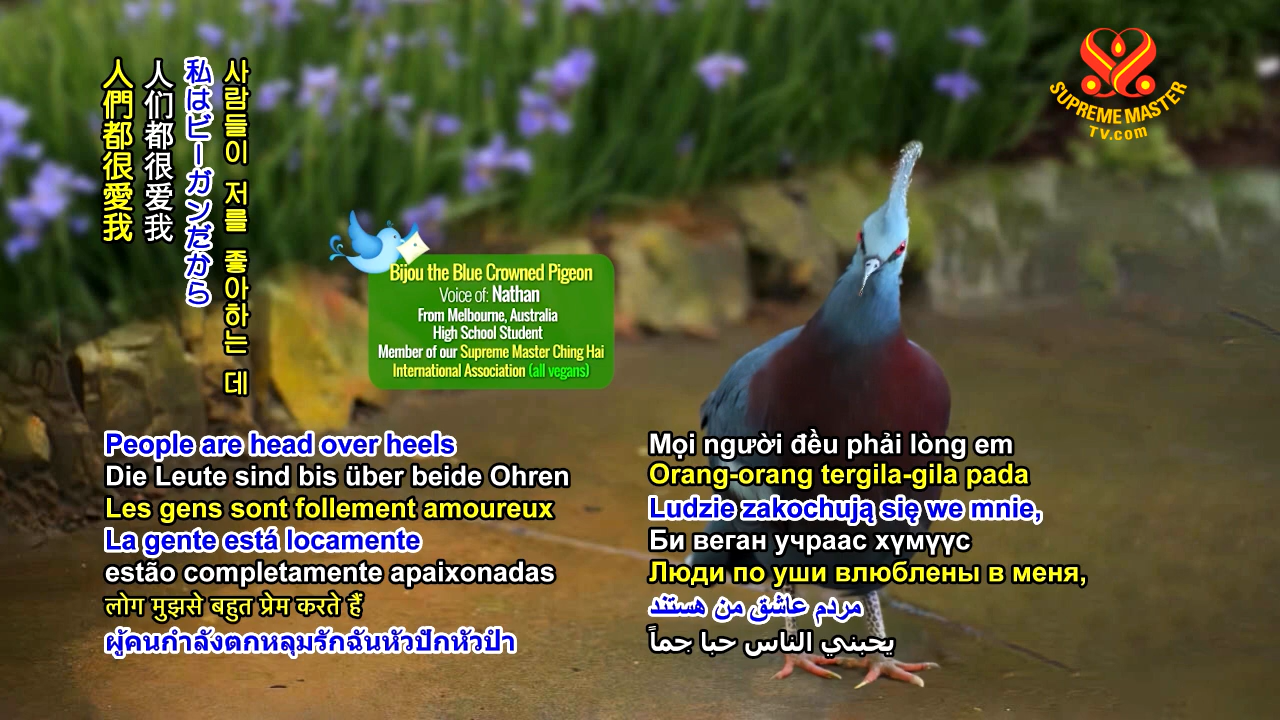 人們都很愛我
人们都很爱我
私はビーガンだから
사람들이 저를 좋아하는 데
SUPREME MASTER
TV.com
Bijou the Blue Crowned Pigeon
Voice of: Nathan
From Melbourne, Australia
High School Student
Member of our Supreme Master Ching Hai
International Association (all vegans)
People are head over heels
Die Leute sind bis über beide Ohren
Les gens sont follement amoureux
La gente está locamente
estão completamente apaixonadas
लोग मुझसे बहुत प्रेम करते हैं
ผู้คนกำลังตกหลุมรักฉันหัวปักหัวปำ
Mọi người đều phải lòng em
Orang-orang tergila-gila pada
Ludzie zakochują się we mnie,
Би веган учраас хүмүүс
Люди по уши влюблены в меня,
مردم عاشق من هستند
يحبني الناس حبا جماً